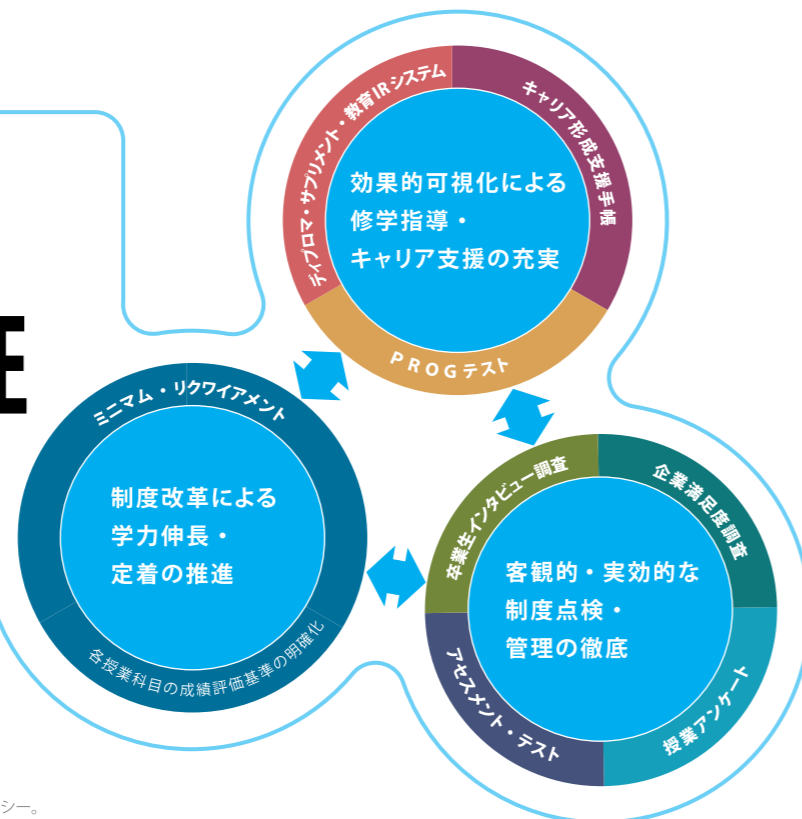 ディプロマ・サプリメント・教育IRシステム
キャリア形成支援手帳
効果的可視化による
修学指導・
キャリア支援の充実
PROGテスト
E
ミニマム・リクワイアメント
制度改革による
学力伸長・
定着の推進
各授業科目の成績評価基準の明確化
卒業生インタビュー調査
企業満足度調査
客観的・実効的な
制度点検・
管理の徹底
アセスメント・テスト
授業アンケート
シー。